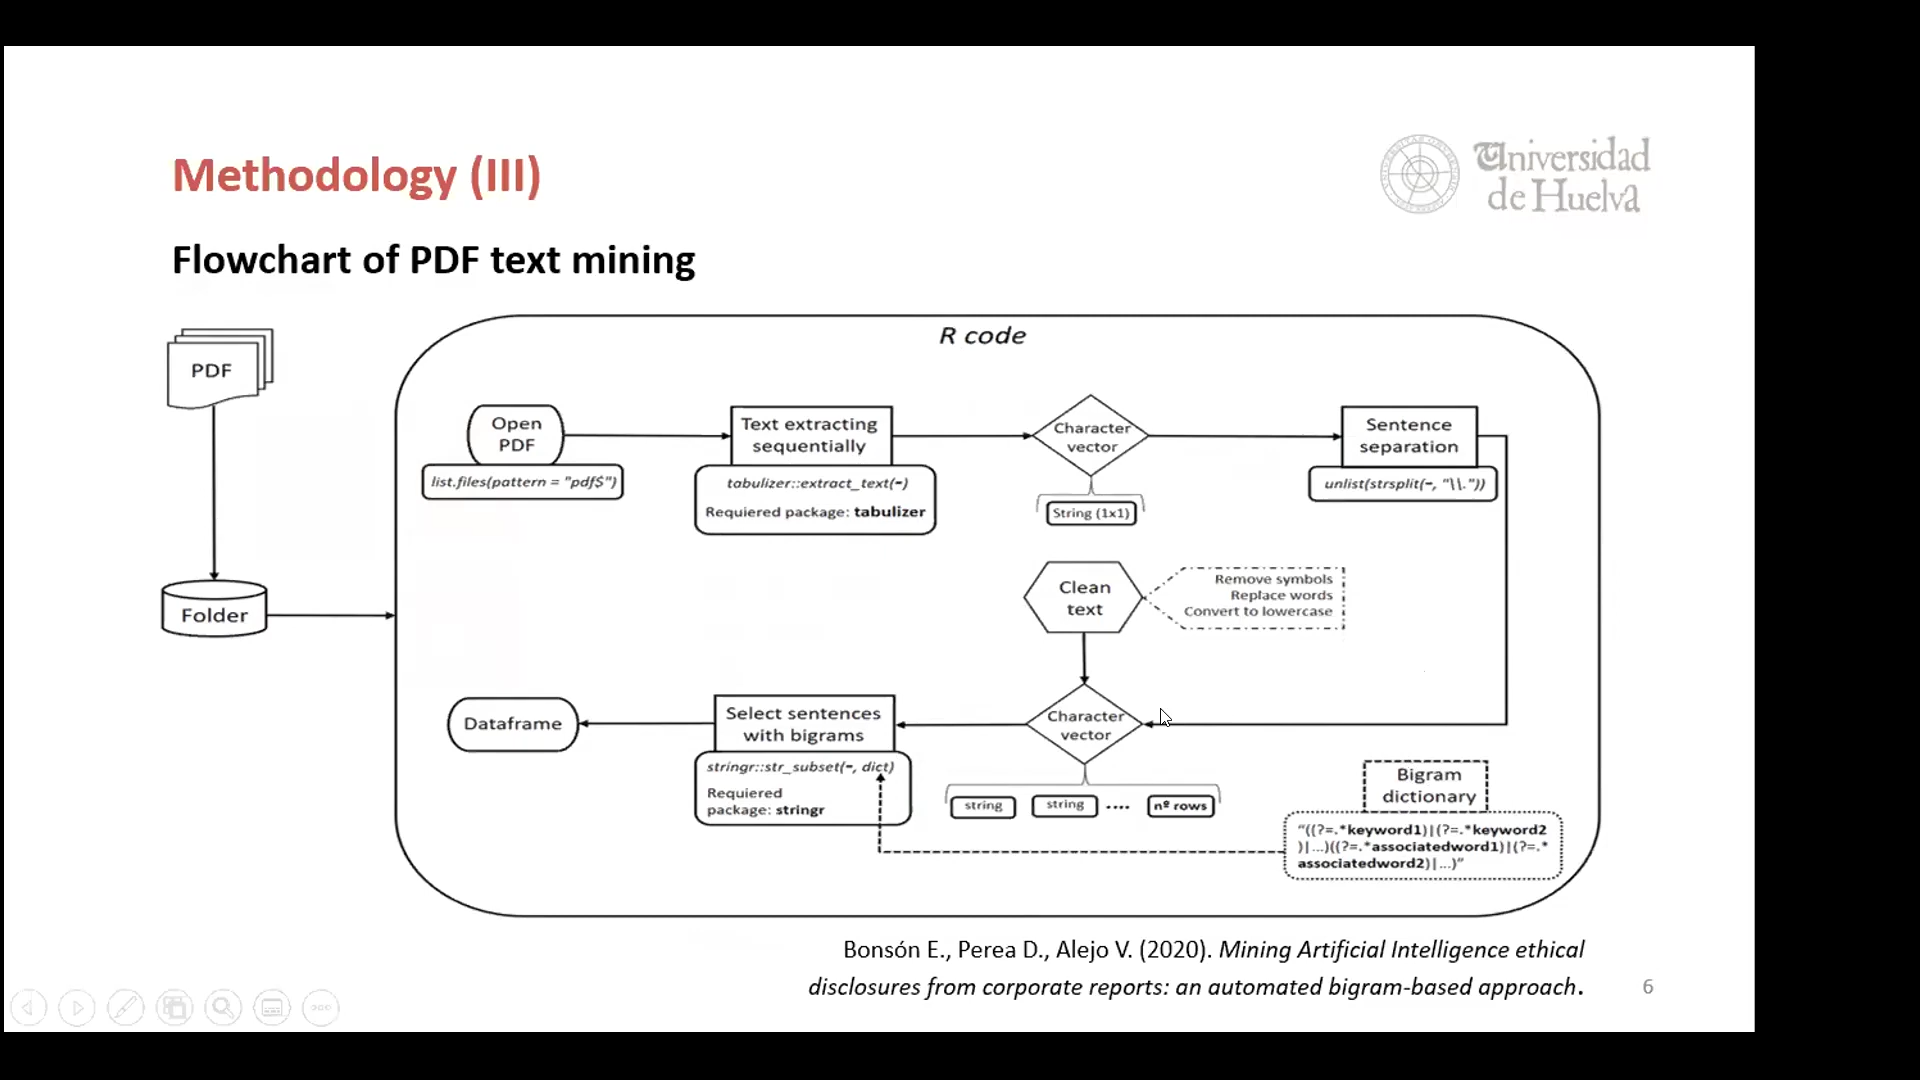 Methodology (III)
Universidad
de Huelva
Flowchart of PDF text mining
R code
PDF
Folder
Open
PDF
list.files(pattern = "pdf$")
Text extracting
sequentially
tabulizer::extract_text(~)
Requiered package: tabulizer
Character
vector
String (1x1)
Sentence
separation
unlist(strsplit(~, "\\."))
Clean
text
Remove symbols
Replace words
Convert to lowercase
Dataframe
Select sentences
with bigrams
stringr::str_subset(~, dict)
Requiered
package: stringr
Character
vector
string
string
....
nº rows
Bigram
dictionary
"((?=.*keyword1)|(?=.*keyword2
)|...)((?=.*associatedword1)|(?=.*
associatedword2)|...)"
Bonsón E., Perea D., Alejo V. (2020). Mining Artificial Intelligence ethical
disclosures from corporate reports: an automated bigram-based approach.
6